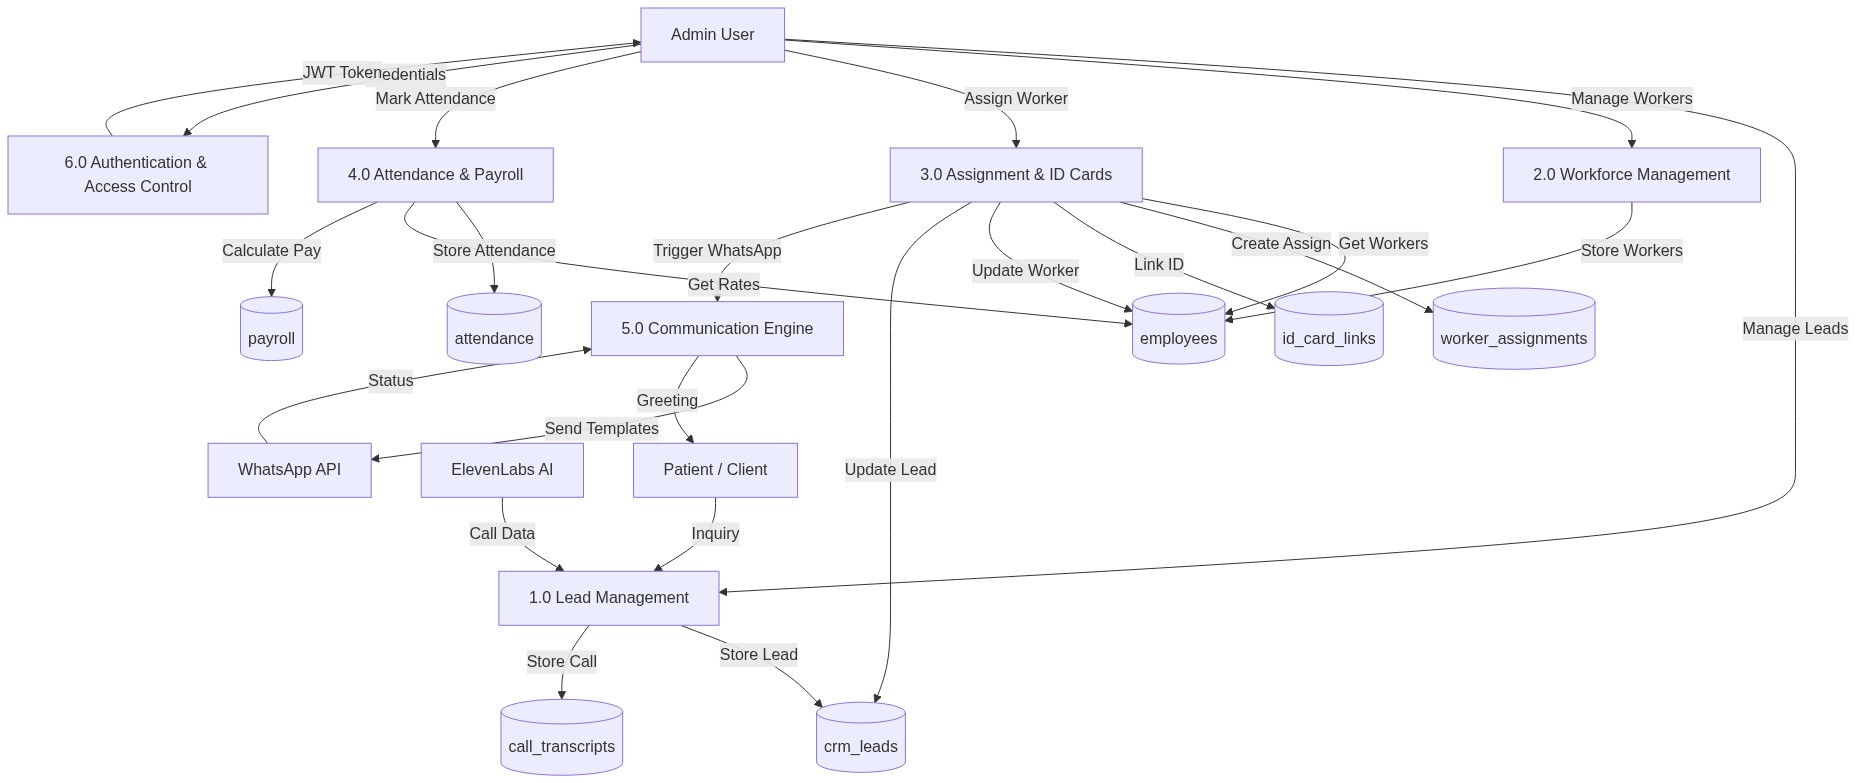 Admin User
JWT Token
edentials
Mark Attendance
Assign Worker
Manage Workers
6.0 Authentication &
Access Control
4.0 Attendance & Payroll
3.0 Assignment & ID Cards
2.0 Workforce Management
Calculate Pay
Store Attendance
Trigger WhatsApp
Update Worker
Link ID
Create Assign
Get Workers
Store Workers
Get Rates
payroll
attendance
5.0 Communication Engine
employees
id_card_links
worker_assignments
Manage Leads
Status
Greeting
Send Templates
WhatsApp API
ElevenLabs AI
Patient / Client
Update Lead
Call Data
Inquiry
1.0 Lead Management
Store Call
Store Lead
call_transcripts
crm_leads